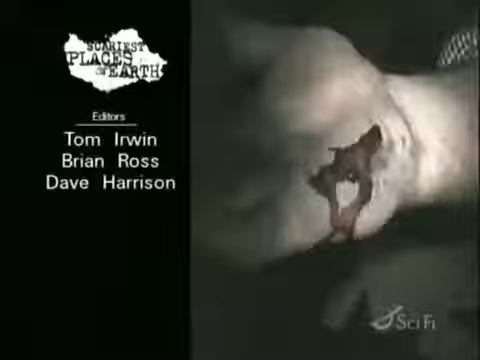 SCARIEST
PLACES
ON EARTH
Editors
Tom Irwin
Brian Ross
Dave Harrison
SCI FI